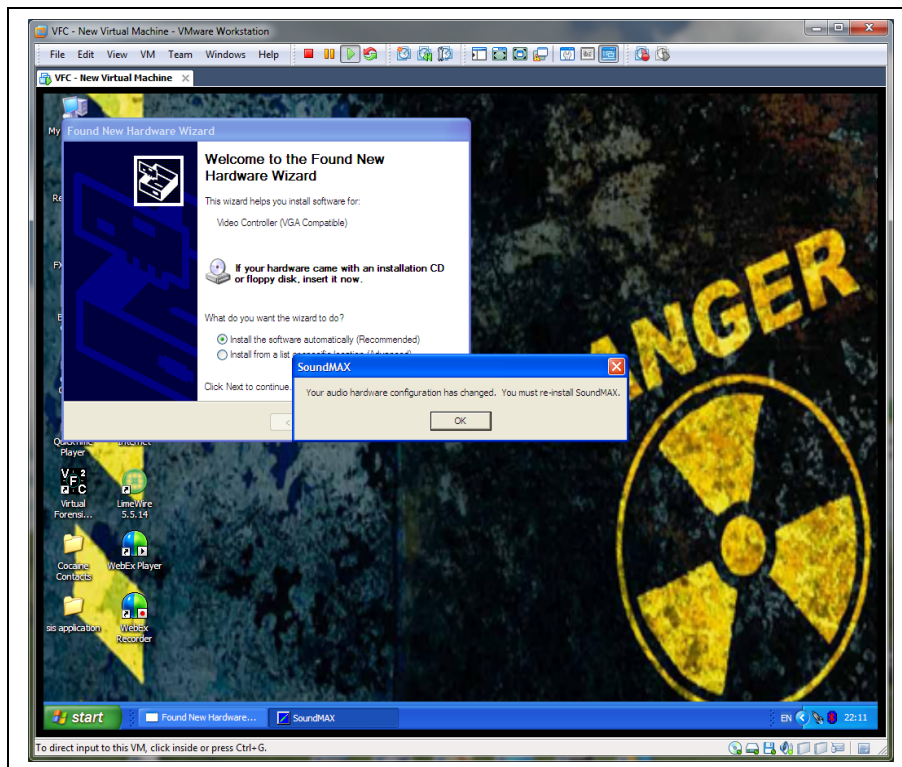 VFC - New Virtual Machine - VMware Workstation
File Edit View VM Team Windows Help
VFC - New Virtual Machine
My
Found New Hardware Wizard
Welcome to the Found New
Hardware Wizard
This wizard helps you install software for:
Video Controller (VGA Compatible)
If your hardware came with an installation CD
or floppy disk, insert it now.
What do you want the wizard to do?
Install the software automatically (Recommended)
Install from a list
Click Next to continue.
SoundMAX
Your audio hardware configuration has changed. You must re-install SoundMAX.
OK
DANGER
Player
V F 2 C
Virtual
Forensi...
LimeWire
5.5.14
Cocaine
Contacts
WebEx Player
sis application
WebEx
Recorder
start
Found New Hardware...
SoundMAX
EN
22:11
To direct input to this VM, click inside or press Ctrl+G.